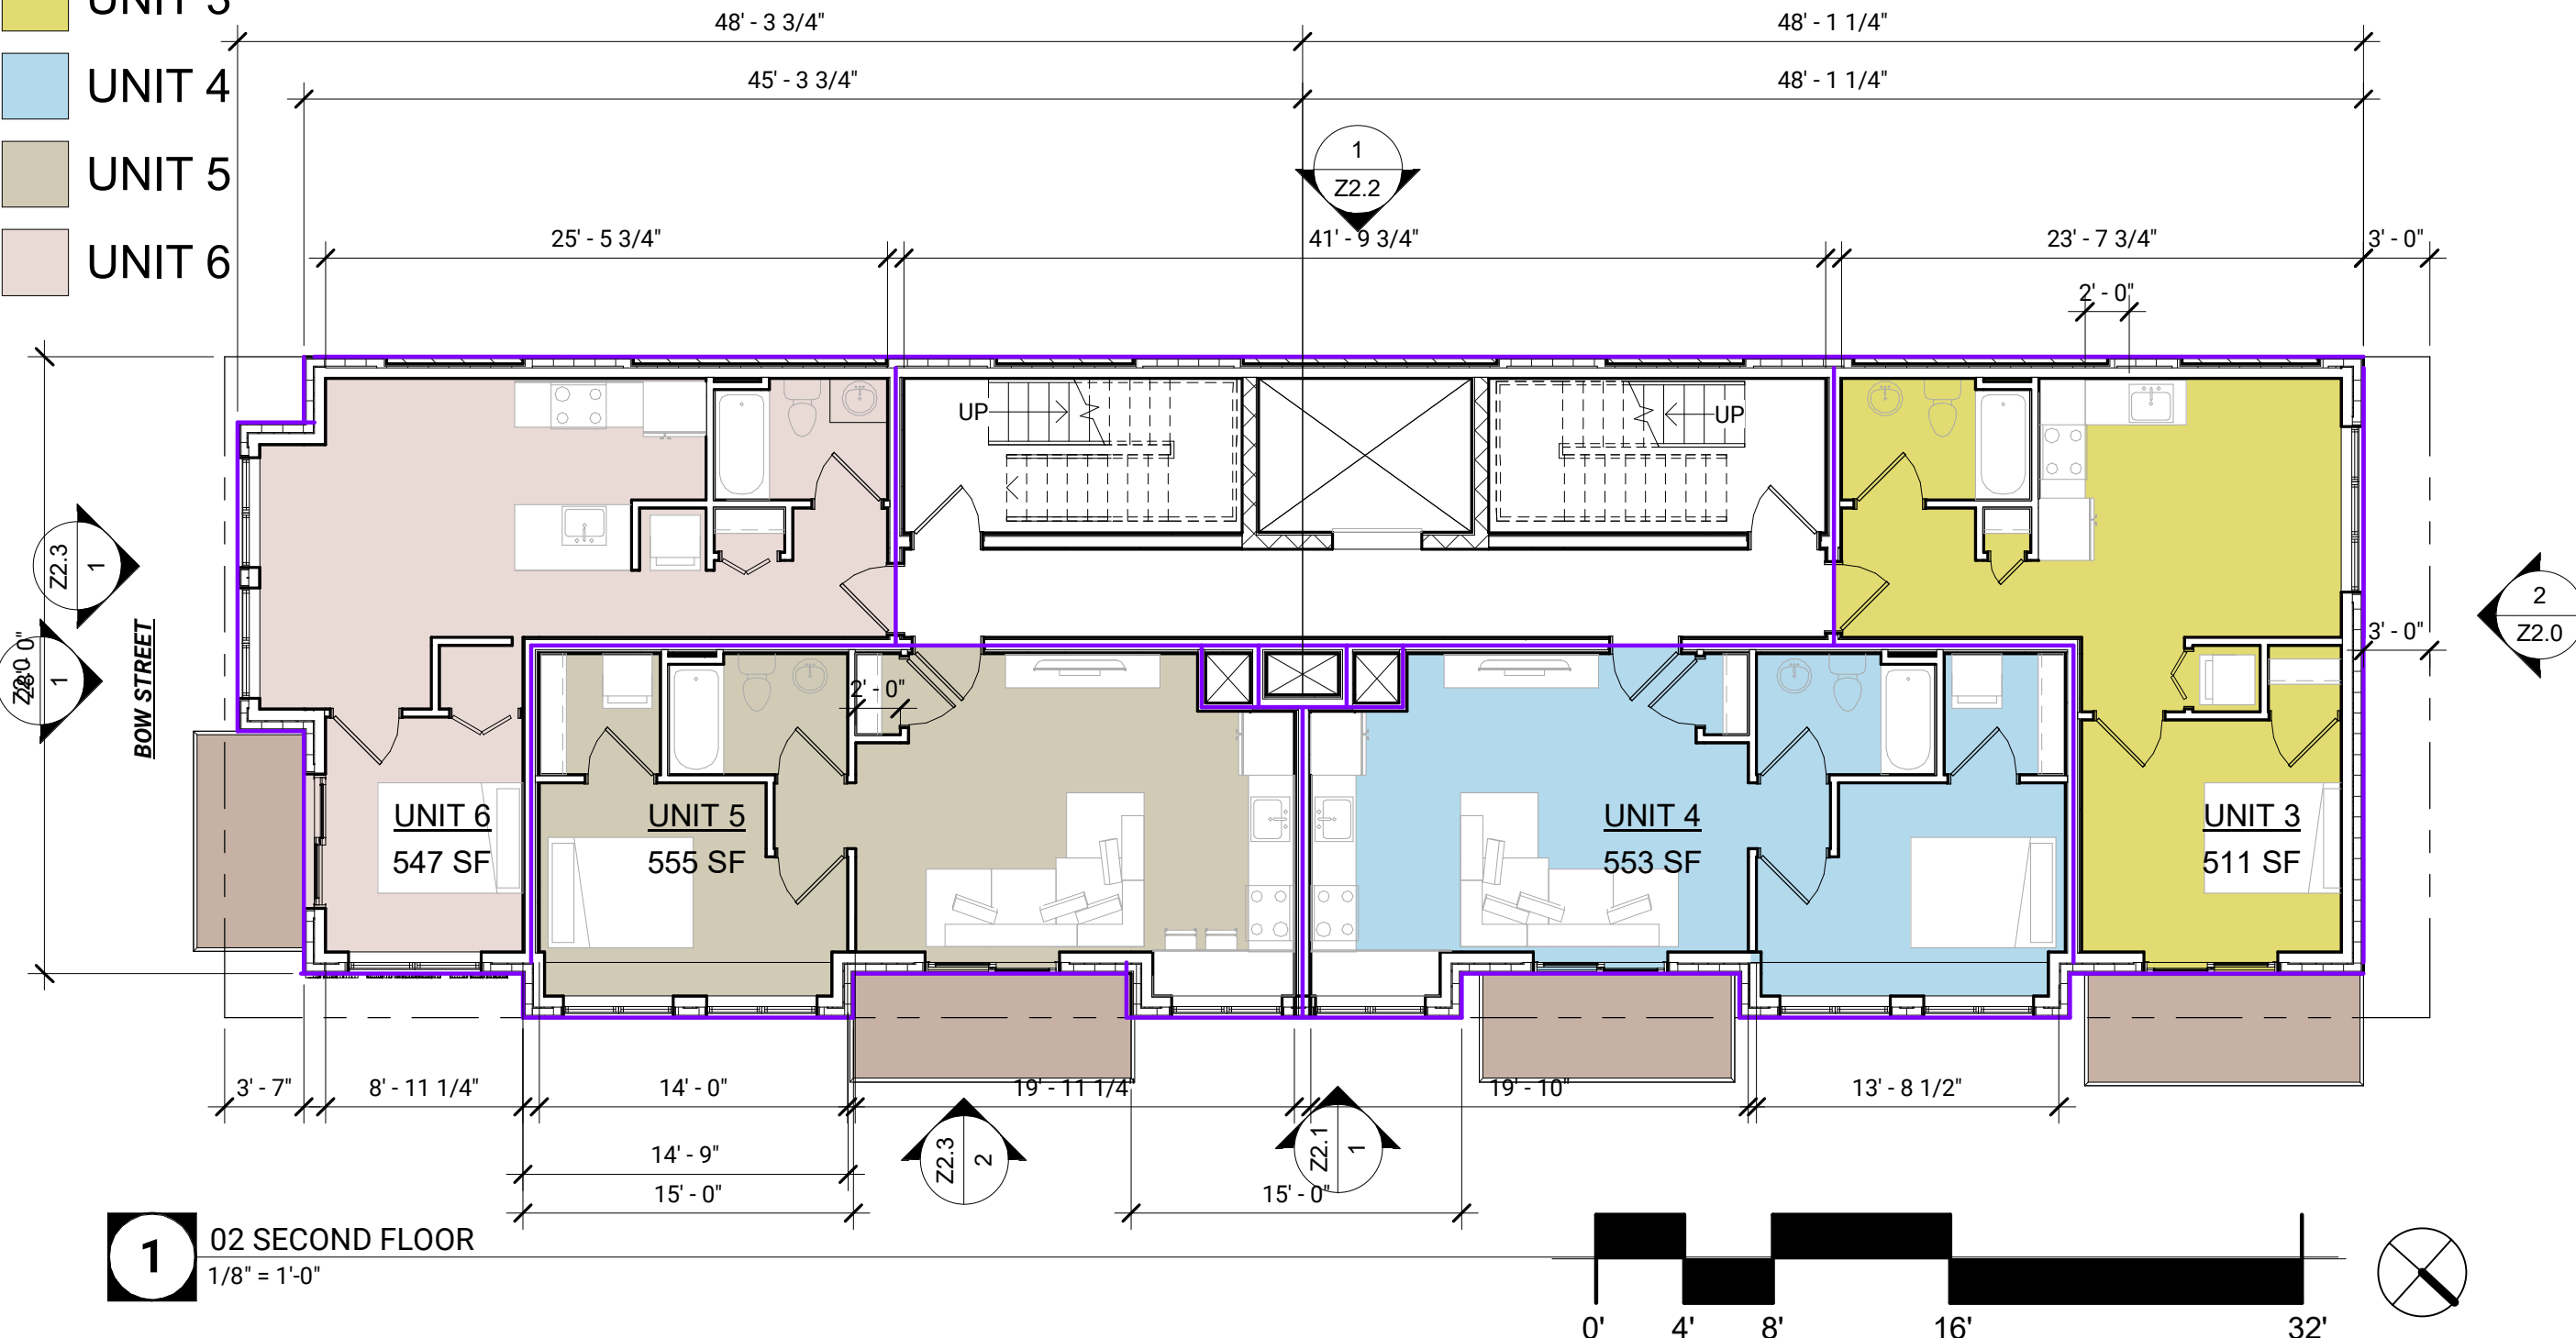 UNIT 3
UNIT 4
UNIT 5
UNIT 6
48' - 3 3/4"
48' - 1 1/4"
45' - 3 3/4"
48' - 1 1/4"
1
Z2.2
25' - 5 3/4"
41' - 9 3/4"
23' - 7 3/4"
3' - 0"
2' - 0"
UP
UP
Z2.3
1
2
Z2.0
3' - 0"
1
BOW STREET
2' - 0"
UNIT 6
547 SF
UNIT 5
555 SF
UNIT 4
553 SF
UNIT 3
511 SF
3' - 7"
8' - 11 1/4"
14' - 0"
19' - 11 1/4
19' - 10"
13' - 8 1/2"
14' - 9"
Z2.3
2
Z2.1
1
15' - 0"
15' - 0"
1
02 SECOND FLOOR
1/8" = 1'-0"
0'
4'
8'
16'
32'